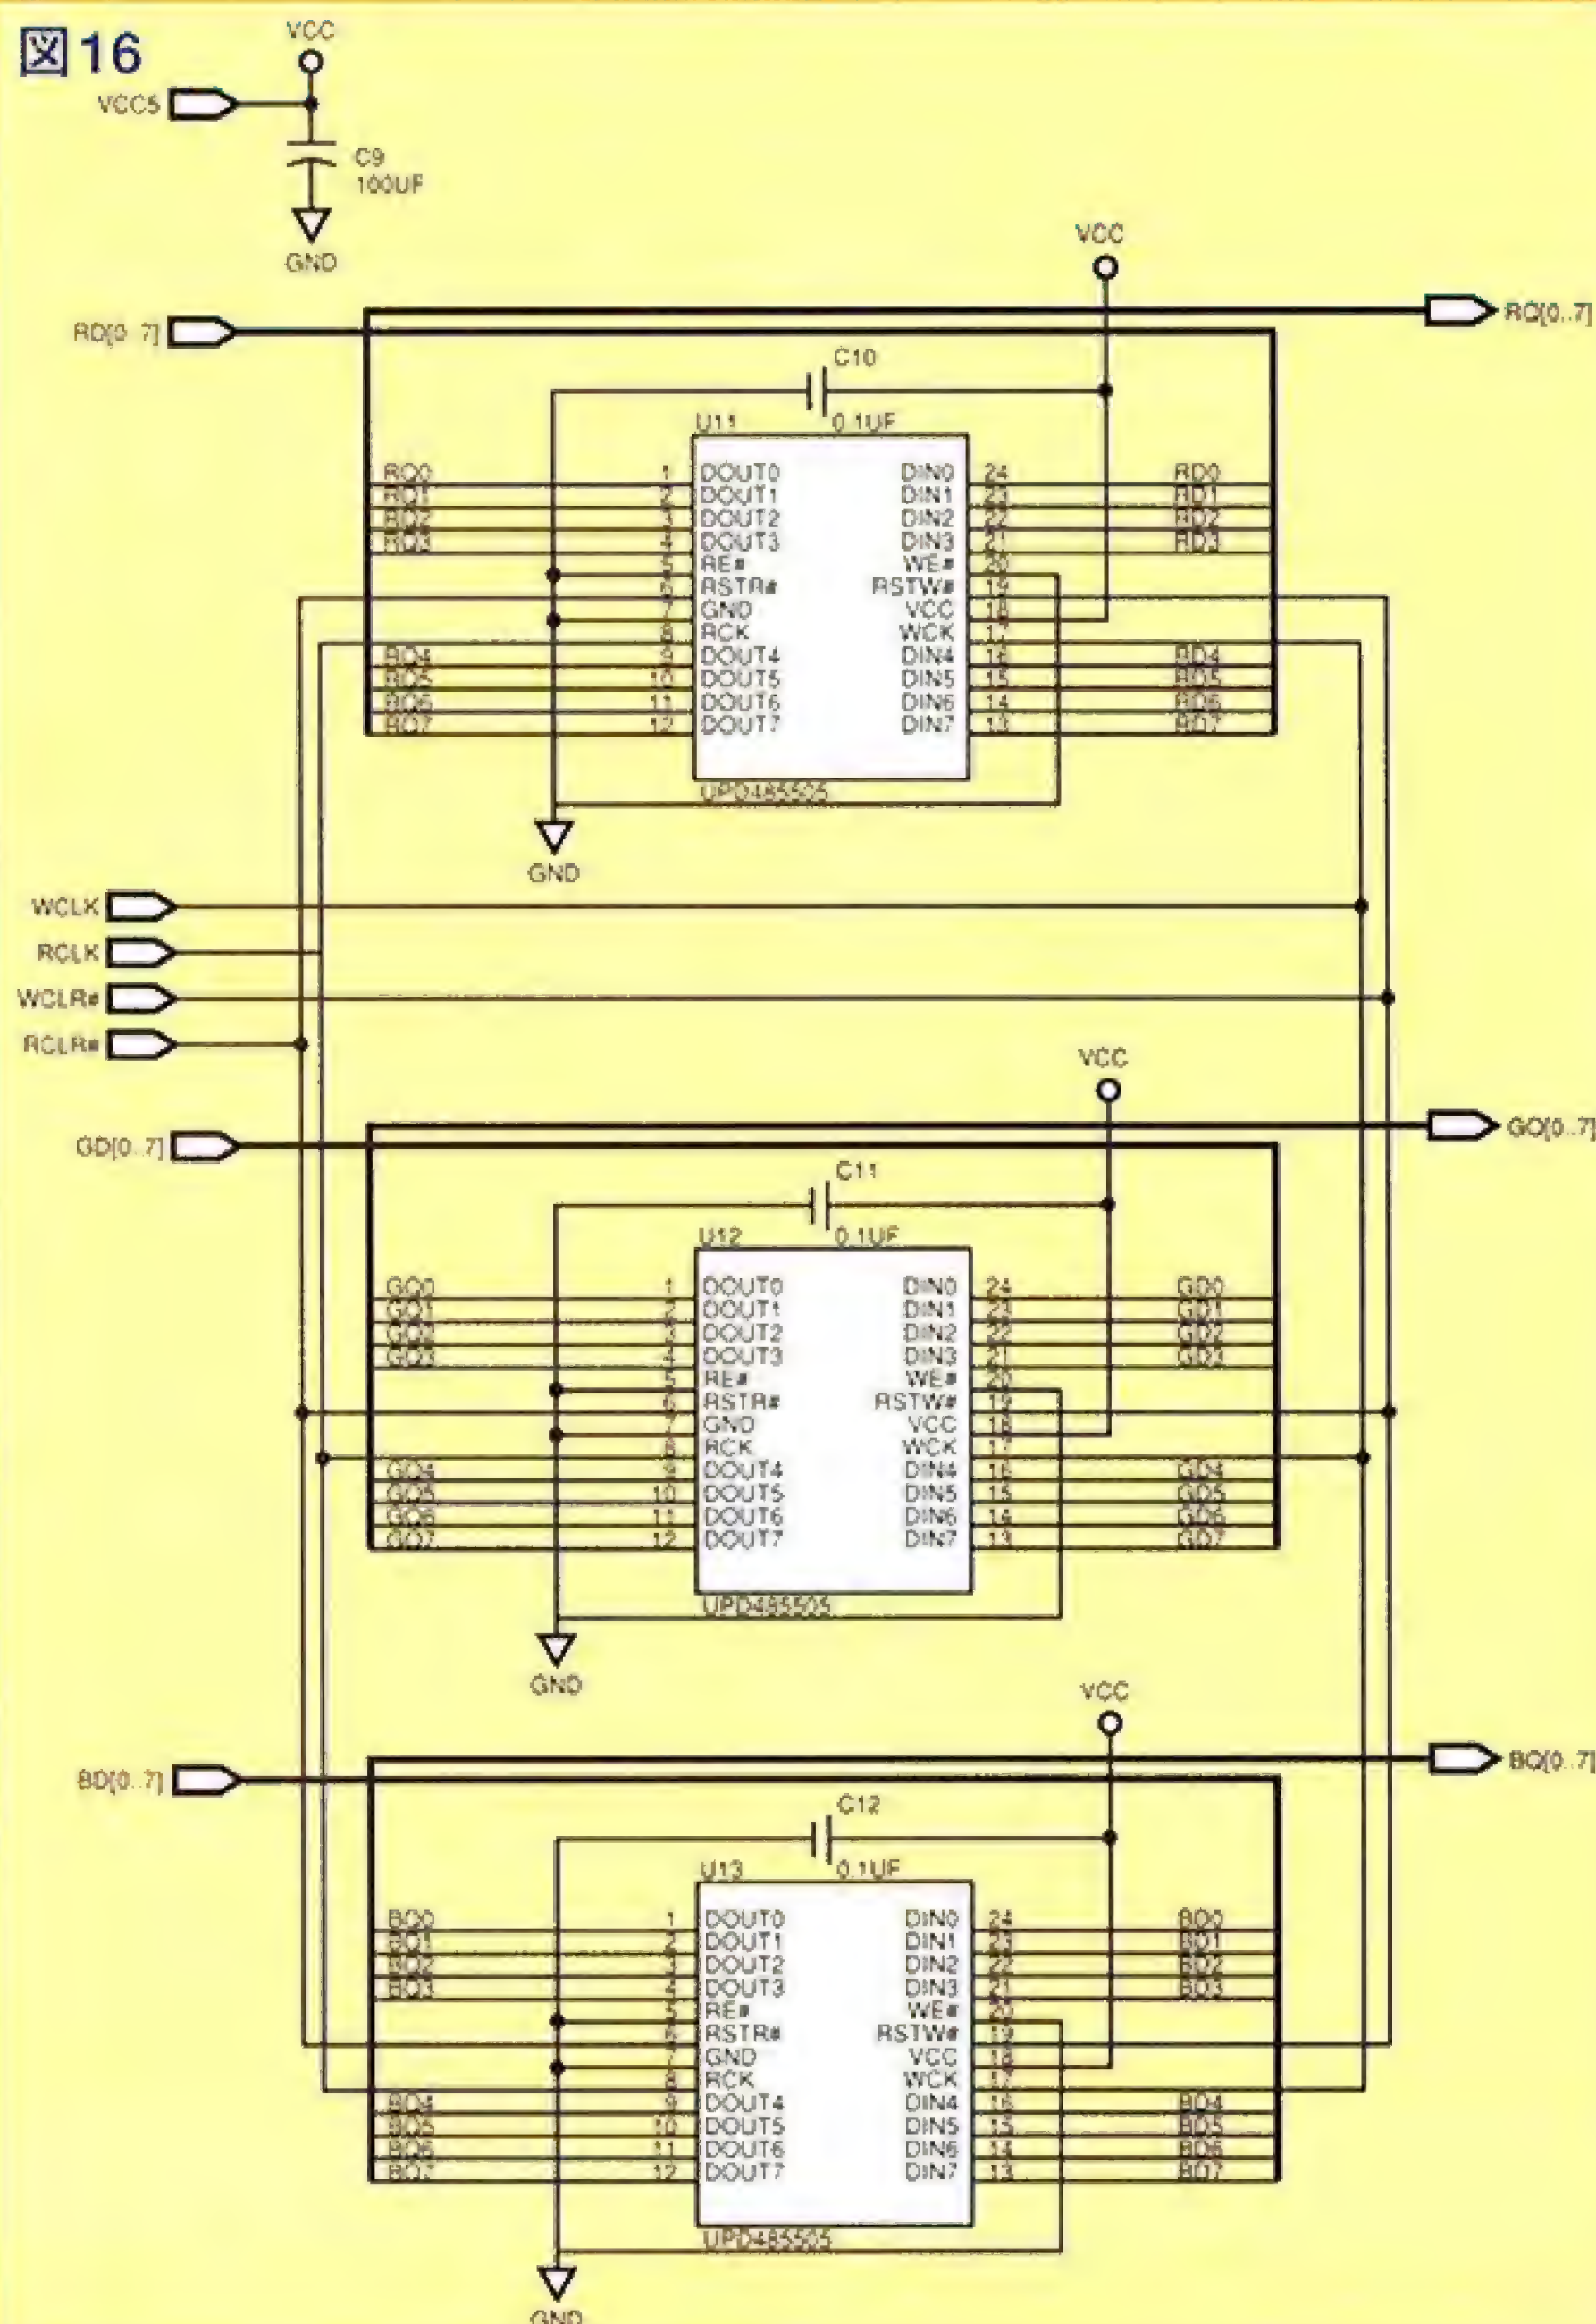 図16
VCC
VCC5
C9
100UF
GND
VCC
RD[0..7]
RQ[0..7]
C10
0.1UF
U11
RQ0 1 DOUT0 DIN0 24 RD0
RQ1 2 DOUT1 DIN1 23 RD1
RQ2 3 DOUT2 DIN2 22 RD2
RQ3 4 DOUT3 DIN3 21 RD3
5 RE# WE# 20
6 RSTR# RSTW# 19
7 GND VCC 18
8 RCK WCK 17
RQ4 9 DOUT4 DIN4 16 RD4
RQ5 10 DOUT5 DIN5 15 RD5
RQ6 11 DOUT6 DIN6 14 RD6
RQ7 12 DOUT7 DIN7 13 RD7
UPD485505
GND
WCLK
RCLK
WCLR#
RCLR#
VCC
GD[0..7]
GQ[0..7]
C11
0.1UF
U12
GQ0 1 DOUT0 DIN0 24 GD0
GQ1 2 DOUT1 DIN1 23 GD1
GQ2 3 DOUT2 DIN2 22 GD2
GQ3 4 DOUT3 DIN3 21 GD3
5 RE# WE# 20
6 RSTR# RSTW# 19
7 GND VCC 18
8 RCK WCK 17
GQ4 9 DOUT4 DIN4 16 GD4
GQ5 10 DOUT5 DIN5 15 GD5
GQ6 11 DOUT6 DIN6 14 GD6
GQ7 12 DOUT7 DIN7 13 GD7
UPD485505
GND
VCC
BD[0..7]
BQ[0..7]
C12
0.1UF
U13
BQ0 1 DOUT0 DIN0 24 BD0
BQ1 2 DOUT1 DIN1 23 BD1
BQ2 3 DOUT2 DIN2 22 BD2
BQ3 4 DOUT3 DIN3 21 BD3
5 RE# WE# 20
6 RSTR# RSTW# 19
7 GND VCC 18
8 RCK WCK 17
BQ4 9 DOUT4 DIN4 16 BD4
BQ5 10 DOUT5 DIN5 15 BD5
BQ6 11 DOUT6 DIN6 14 BD6
BQ7 12 DOUT7 DIN7 13 BD7
UPD485505
GND